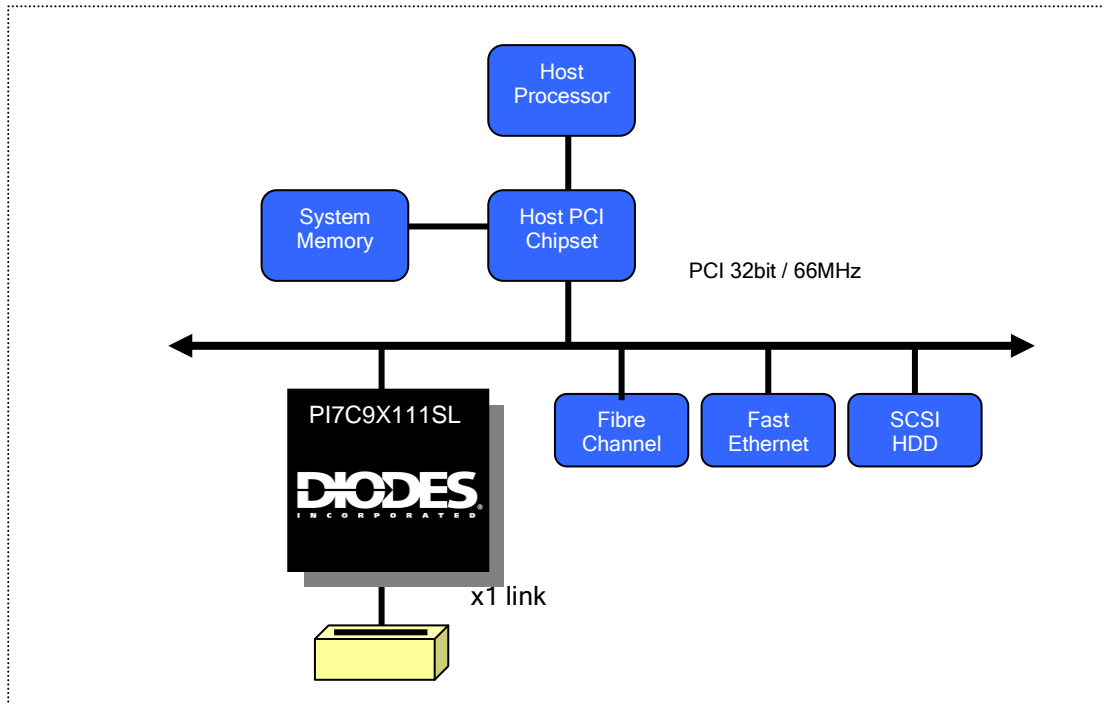 Host
Processor
System
Memory
Host PCI
Chipset
PCI 32bit / 66MHz
PI7C9X111SL
DIODES®
INCORPORATED
Fibre
Channel
Fast
Ethernet
SCSI
HDD
x1 link